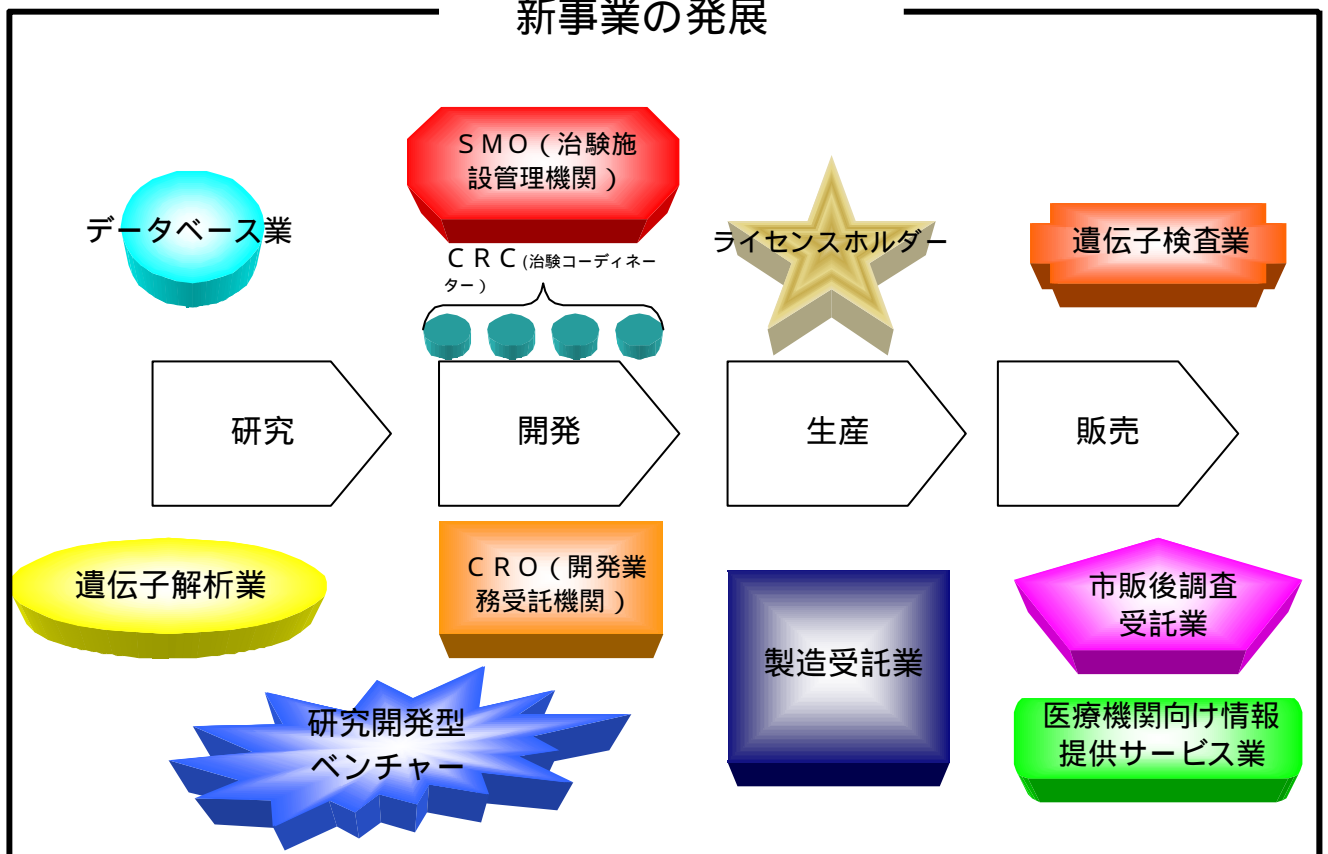 新事業の発展
ＳＭＯ（治験施
設管理機関）
データベース業
ライセンスホルダー
遺伝子検査業
ＣＲＣ(治験コーディネー
ター）
研究
開発
生産
販売
遺伝子解析業
ＣＲＯ（開発業
務受託機関）
市販後調査
受託業
製造受託業
研究開発型
ベンチャー
医療機関向け情報
提供サービス業